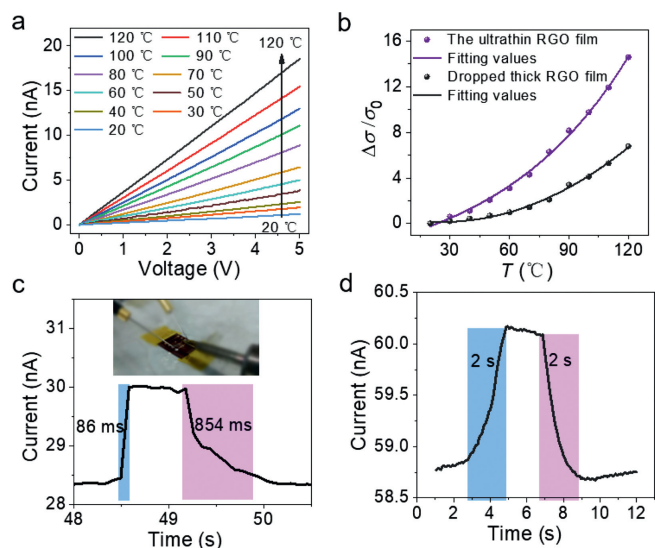 a
Current (nA)
20
15
10
5
0
120 ℃ 110 ℃
100 ℃ 90 ℃
80 ℃ 70 ℃
60 ℃ 50 ℃
40 ℃ 30 ℃
20 ℃
120 ℃
20 ℃
0 1 2 3 4 5
Voltage (V)
b
Δσ/σ0
16
12
8
4
0
The ultrathin RGO film
Fitting values
Dropped thick RGO film
Fitting values
30 60 90 120
T (℃)
c
Current (nA)
31
30
29
28
86 ms
854 ms
48 49 50
Time (s)
d
Current (nA)
60.5
60.0
59.5
59.0
58.5
2 s
2 s
0 2 4 6 8 10 12
Time (s)